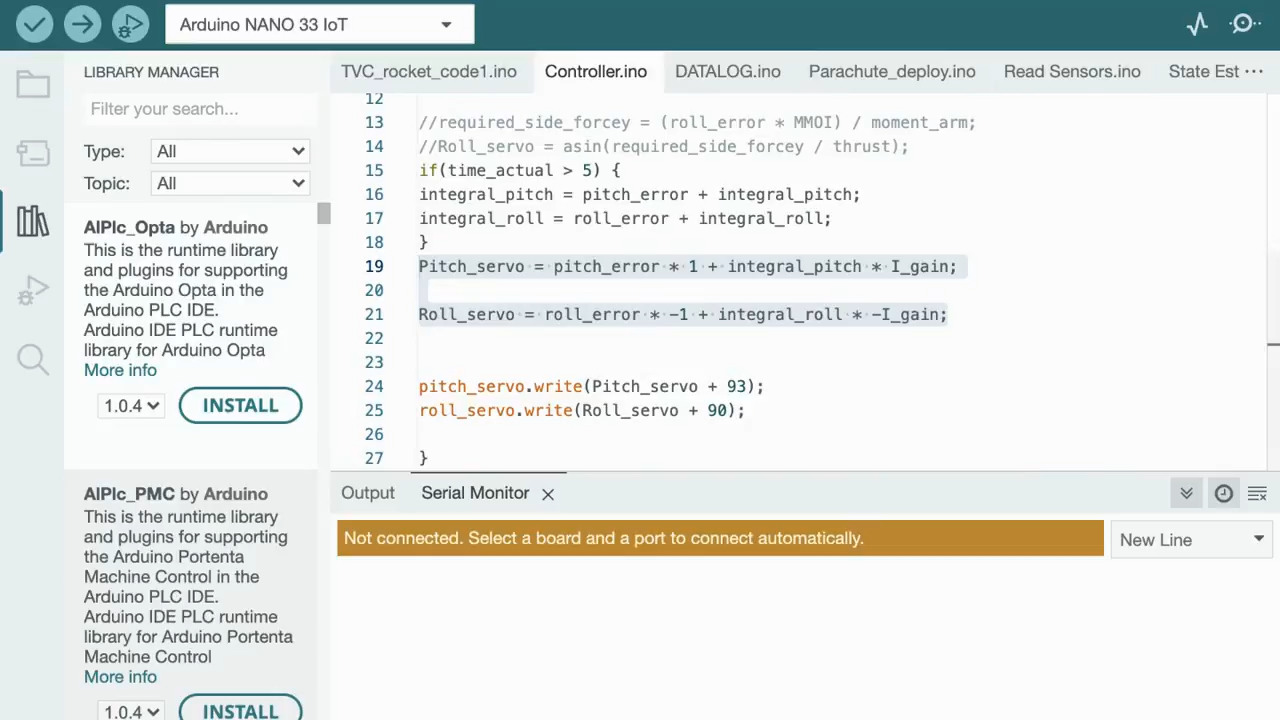 Arduino NANO 33 IoT
LIBRARY MANAGER
Filter your search...
Type: All
Topic: All
AlPlc_Opta by Arduino
This is the runtime library
and plugins for supporting
the Arduino Opta in the
Arduino PLC IDE.
Arduino IDE PLC runtime
library for Arduino Opta
More info
1.0.4 INSTALL
AlPlc_PMC by Arduino
This is the runtime library
and plugins for supporting
the Arduino Portenta
Machine Control in the
Arduino PLC IDE.
Arduino IDE PLC runtime
library for Arduino Portenta
Machine Control
More info
1.0.4 INSTALL
TVC_rocket_code1.ino Controller.ino DATALOG.ino Parachute_deploy.ino Read Sensors.ino State Est ...
12
13 //required_side_forcey = (roll_error * MMOI) / moment_arm;
14 //Roll_servo = asin(required_side_forcey / thrust);
15 if(time_actual > 5) {
16 integral_pitch = pitch_error + integral_pitch;
17 integral_roll = roll_error + integral_roll;
18 }
19 Pitch_servo = pitch_error * 1 + integral_pitch * I_gain;
20
21 Roll_servo = roll_error * -1 + integral_roll * -I_gain;
22
23
24 pitch_servo.write(Pitch_servo + 93);
25 roll_servo.write(Roll_servo + 90);
26
27 }
Output Serial Monitor
Not connected. Select a board and a port to connect automatically.
New Line